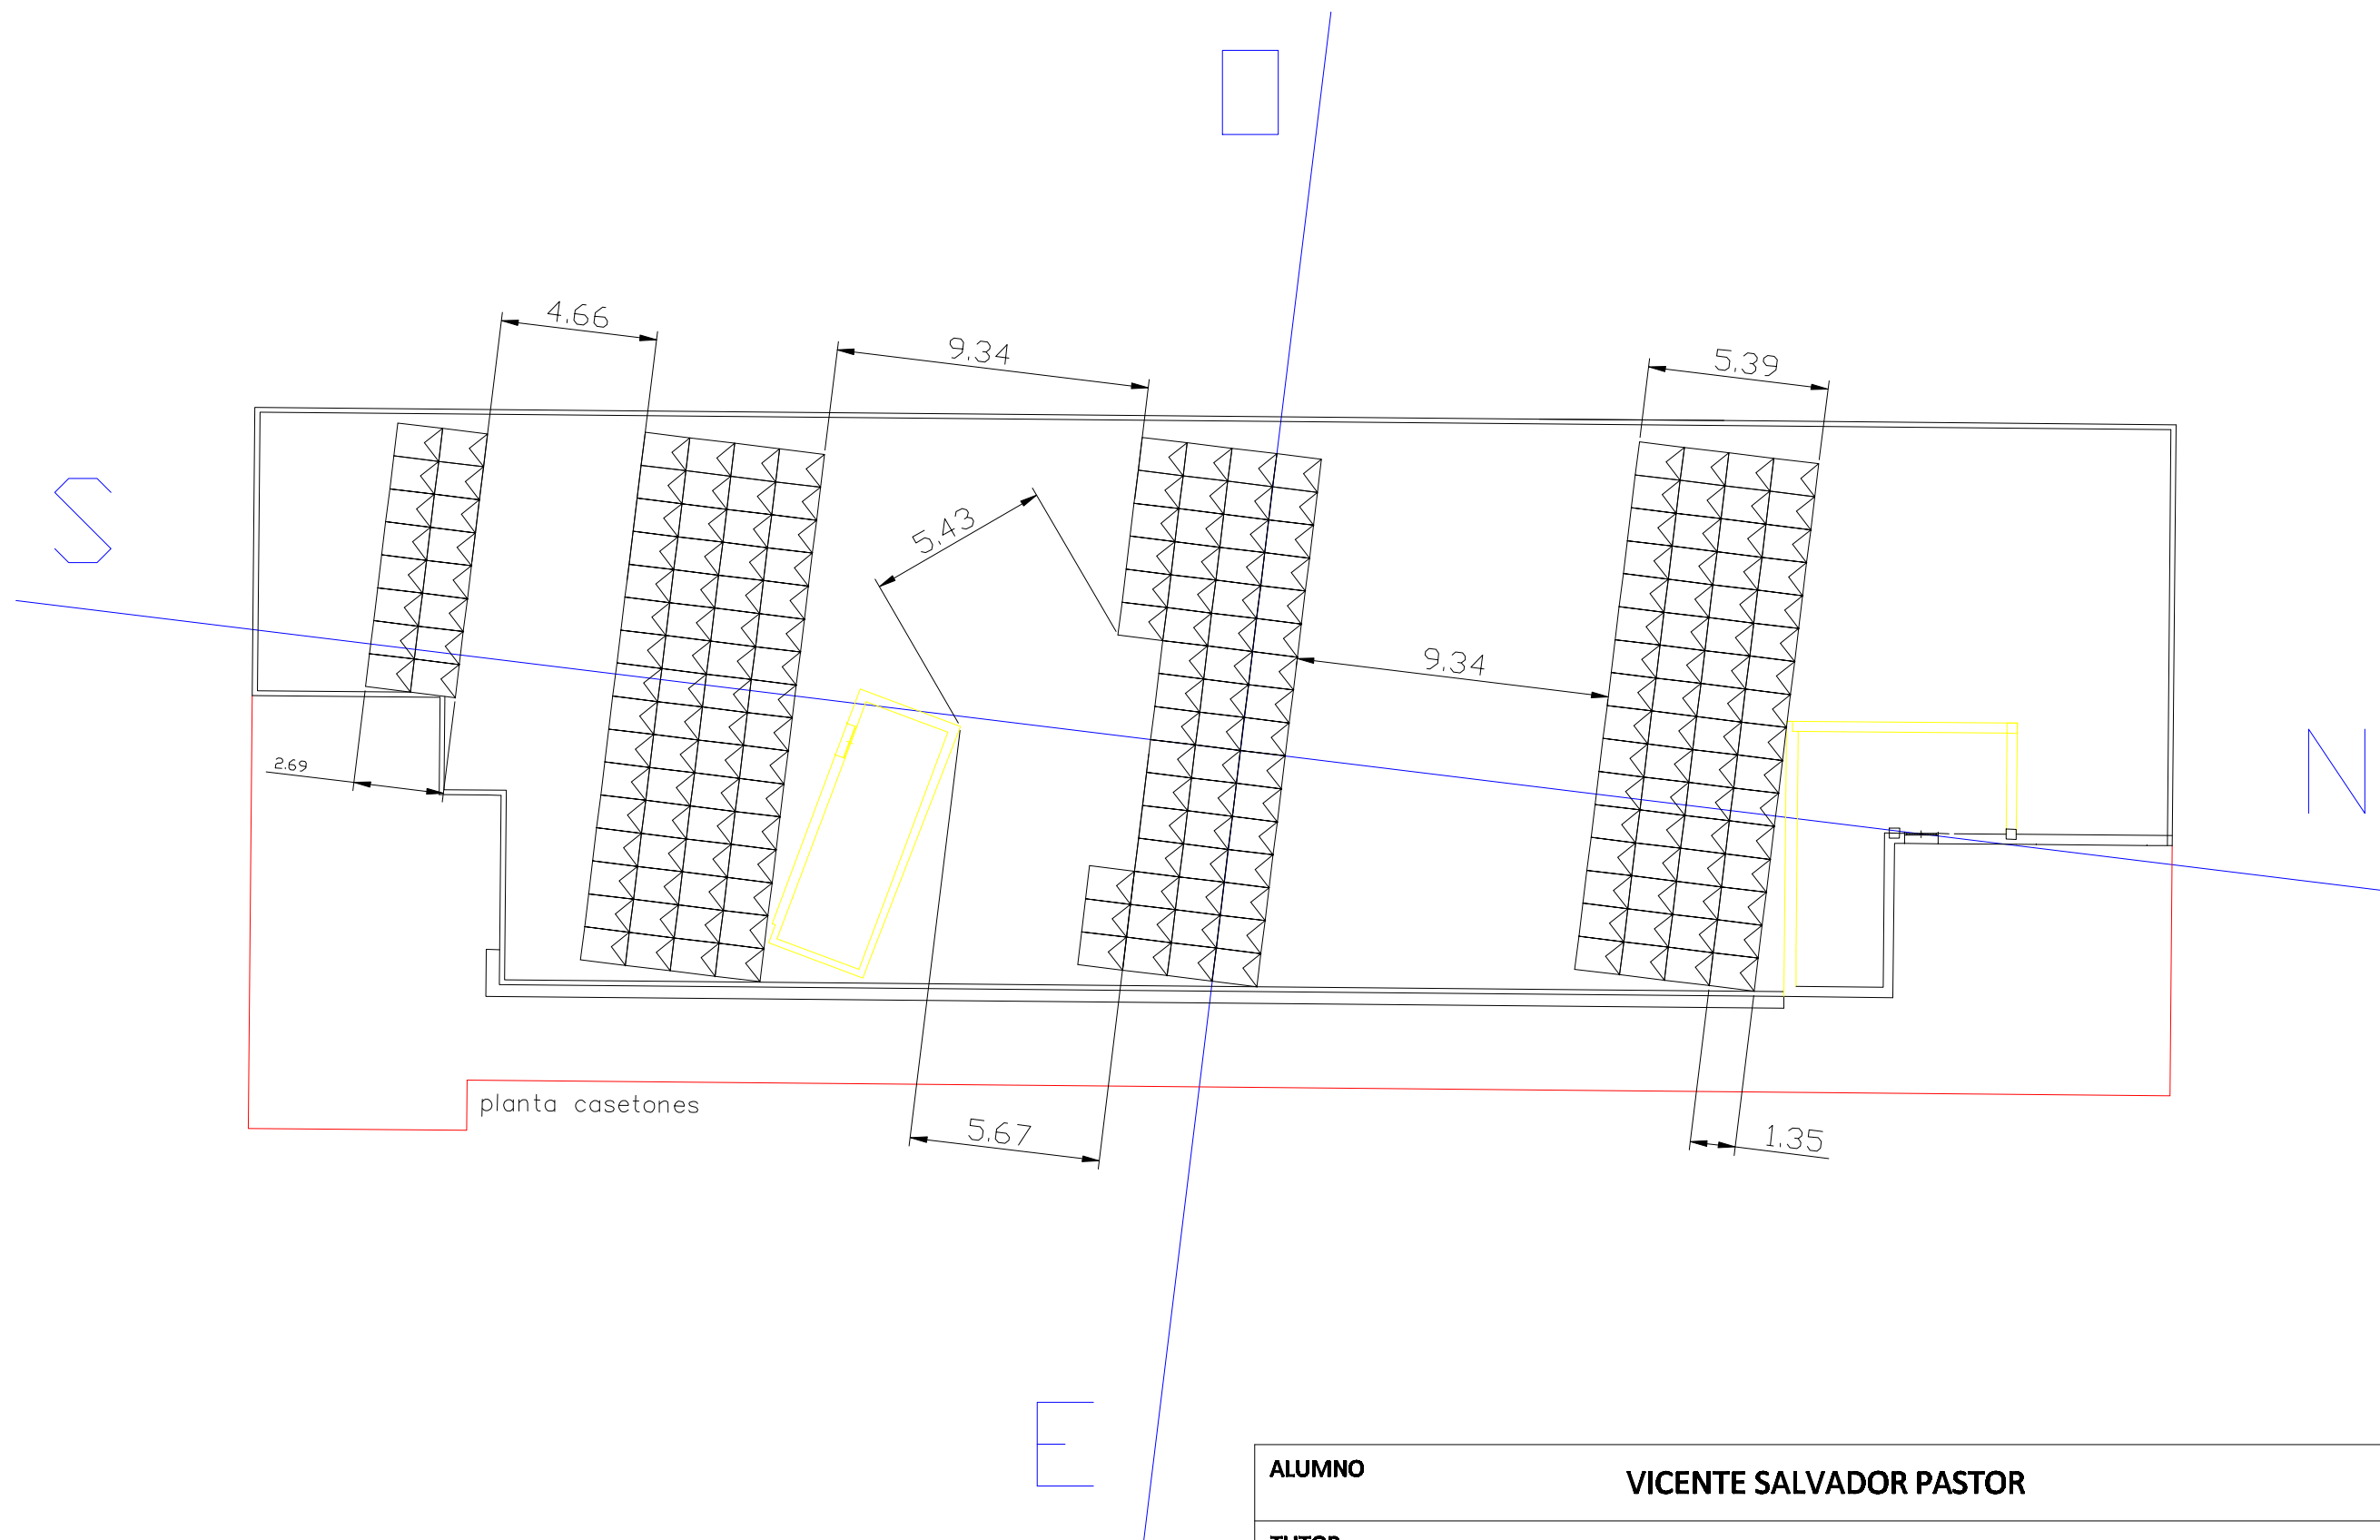 O
4.66
9.34
5.39
S
5.43
9.34
N
2.69
planta casetones
5.67
1.35
E
ALUMNO
VICENTE SALVADOR PASTOR
TUTOR